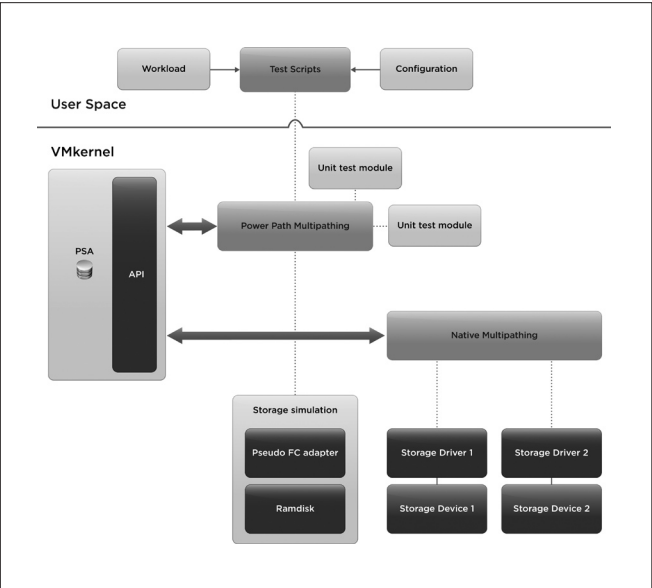 Workload
Test Scripts
Configuration
User Space
VMkernel
Unit test module
Power Path Multipathing
Unit test module
PSA
API
Native Multipathing
Storage simulation
Pseudo FC adapter
Storage Driver 1
Storage Driver 2
Ramdisk
Storage Device 1
Storage Device 2